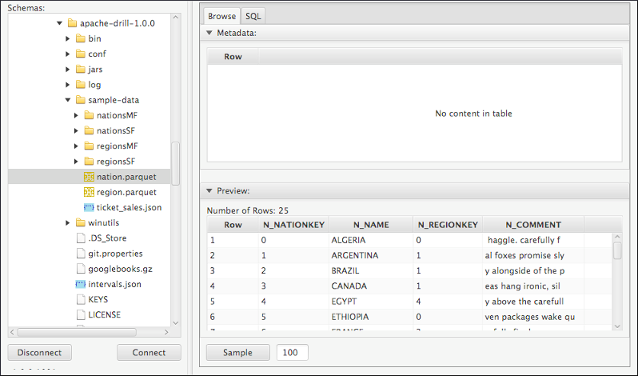 Schemas:
apache-drill-1.0.0
bin
conf
jars
log
sample-data
nationsMF
nationsSF
regionsMF
regionsSF
nation.parquet
region.parquet
ticket_sales.json
winutils
.DS_Store
git.properties
googlebooks.gz
intervals.json
KEYS
LICENSE
Disconnect Connect
Browse SQL
Metadata:
Row
No content in table
Preview:
Number of Rows: 25
Row N_NATIONKEY N_NAME N_REGIONKEY N_COMMENT
1 0 ALGERIA 0 haggle. carefully f
2 1 ARGENTINA 1 al foxes promise sly
3 2 BRAZIL 1 y alongside of the p
4 3 CANADA 1 eas hang ironic, sil
5 4 EGYPT 4 y above the carefull
6 5 ETHIOPIA 0 ven packages wake qu
Sample 100